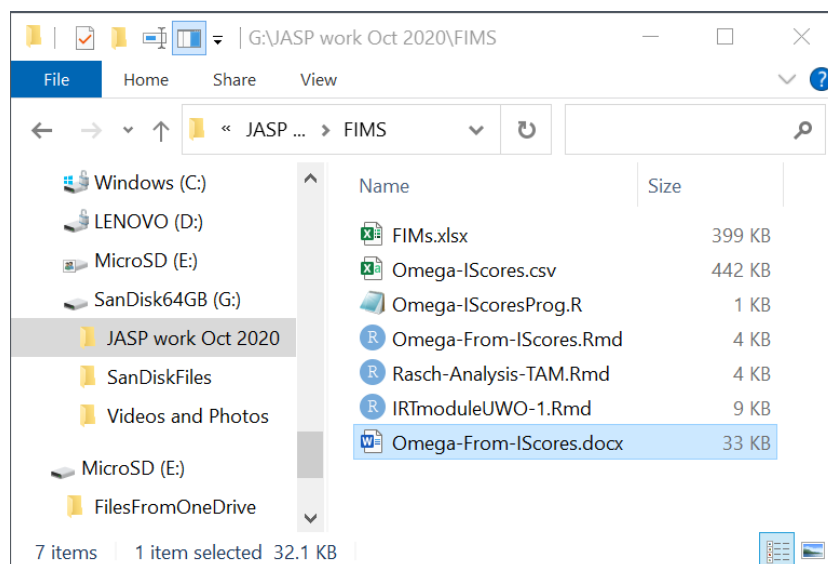 G:\JASP work Oct 2020\FIMS
File Home Share View
« JASP ... > FIMS
Windows (C:)
LENOVO (D:)
MicroSD (E:)
SanDisk64GB (G:)
JASP work Oct 2020
SanDiskFiles
Videos and Photos
MicroSD (E:)
FilesFromOneDrive
Name Size
FIMs.xlsx 399 KB
Omega-IScores.csv 442 KB
Omega-IScoresProg.R 1 KB
Omega-From-IScores.Rmd 4 KB
Rasch-Analysis-TAM.Rmd 4 KB
IRTmoduleUWO-1.Rmd 9 KB
Omega-From-IScores.docx 33 KB
7 items 1 item selected 32.1 KB